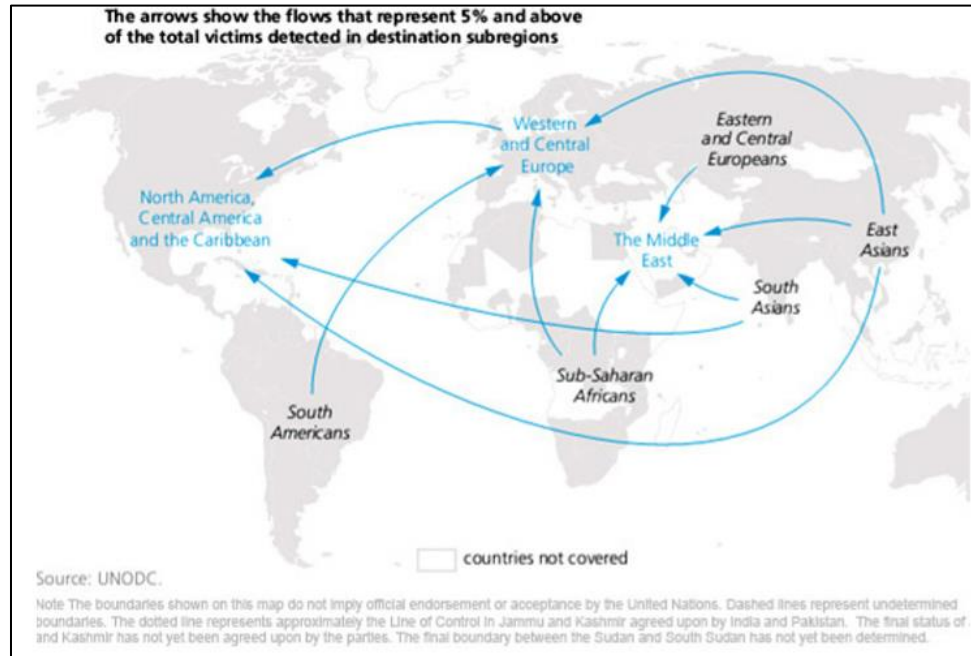 The arrows show the flows that represent 5% and above
of the total victims detected in destination subregions
Western
and Central
Europe
Eastern
and Central
Europeans
North America,
Central America
and the Caribbean
The Middle
East
East
Asians
South
Asians
Sub-Saharan
Africans
South
Americans
countries not covered
Source: UNODC.
Note The boundaries shown on this map do not imply official endorsement or acceptance by the United Nations. Dashed lines represent undetermined
boundaries. The dotted line represents approximately the Line of Control in Jammu and Kashmir agreed upon by India and Pakistan. The final status of
and Kashmir has not yet been agreed upon by the parties. The final boundary between the Sudan and South Sudan has not yet been determined.